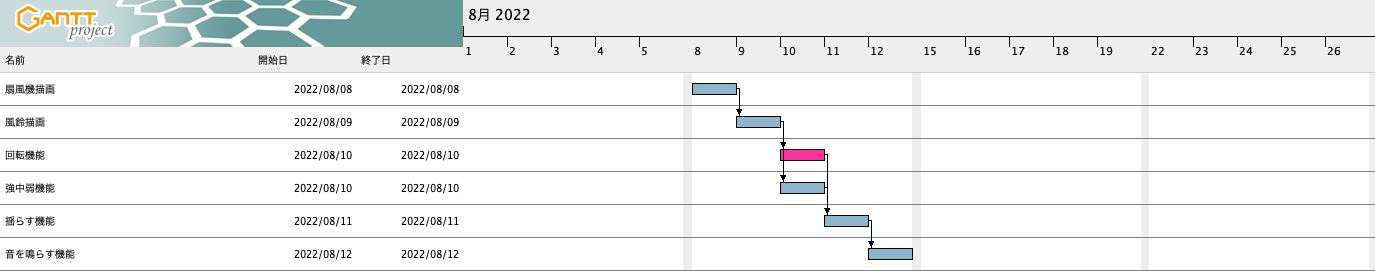 GANTT project
8月 2022
1 2 3 4 5 8 9 10 11 12 15 16 17 18 19 22 23 24 25 26
名前 開始日 終了日
扇風機描画 2022/08/08 2022/08/08
風鈴描画 2022/08/09 2022/08/09
回転機能 2022/08/10 2022/08/10
強中弱機能 2022/08/10 2022/08/10
揺らす機能 2022/08/11 2022/08/11
音を鳴らす機能 2022/08/12 2022/08/12